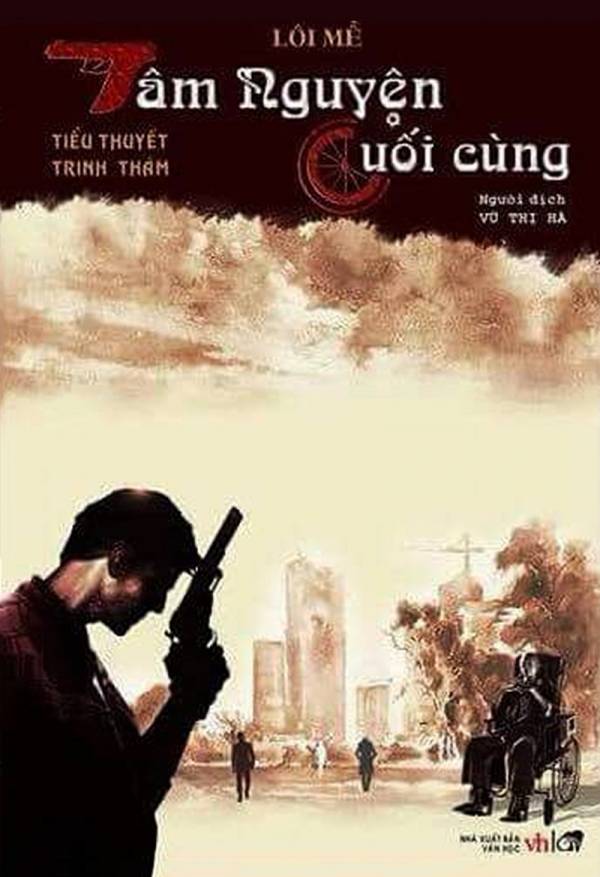 LÔI MỄ
Tâm Nguyện
Cuối cùng
TIỂU THUYẾT
TRINH THÁM
Người dịch
VŨ THỊ HÀ
NHÀ XUẤT BẢN
VĂN HỌC
vh